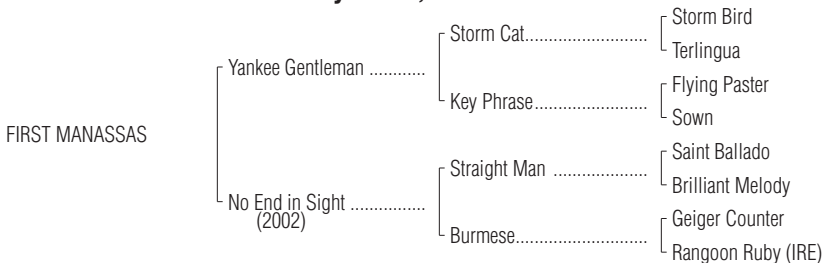 Storm Bird
Storm Cat
Terlingua
Yankee Gentleman
Flying Paster
Key Phrase
Sown
FIRST MANASSAS
Saint Ballado
Straight Man
Brilliant Melody
No End in Sight
(2002)
Geiger Counter
Burmese
Rangoon Ruby (IRE)